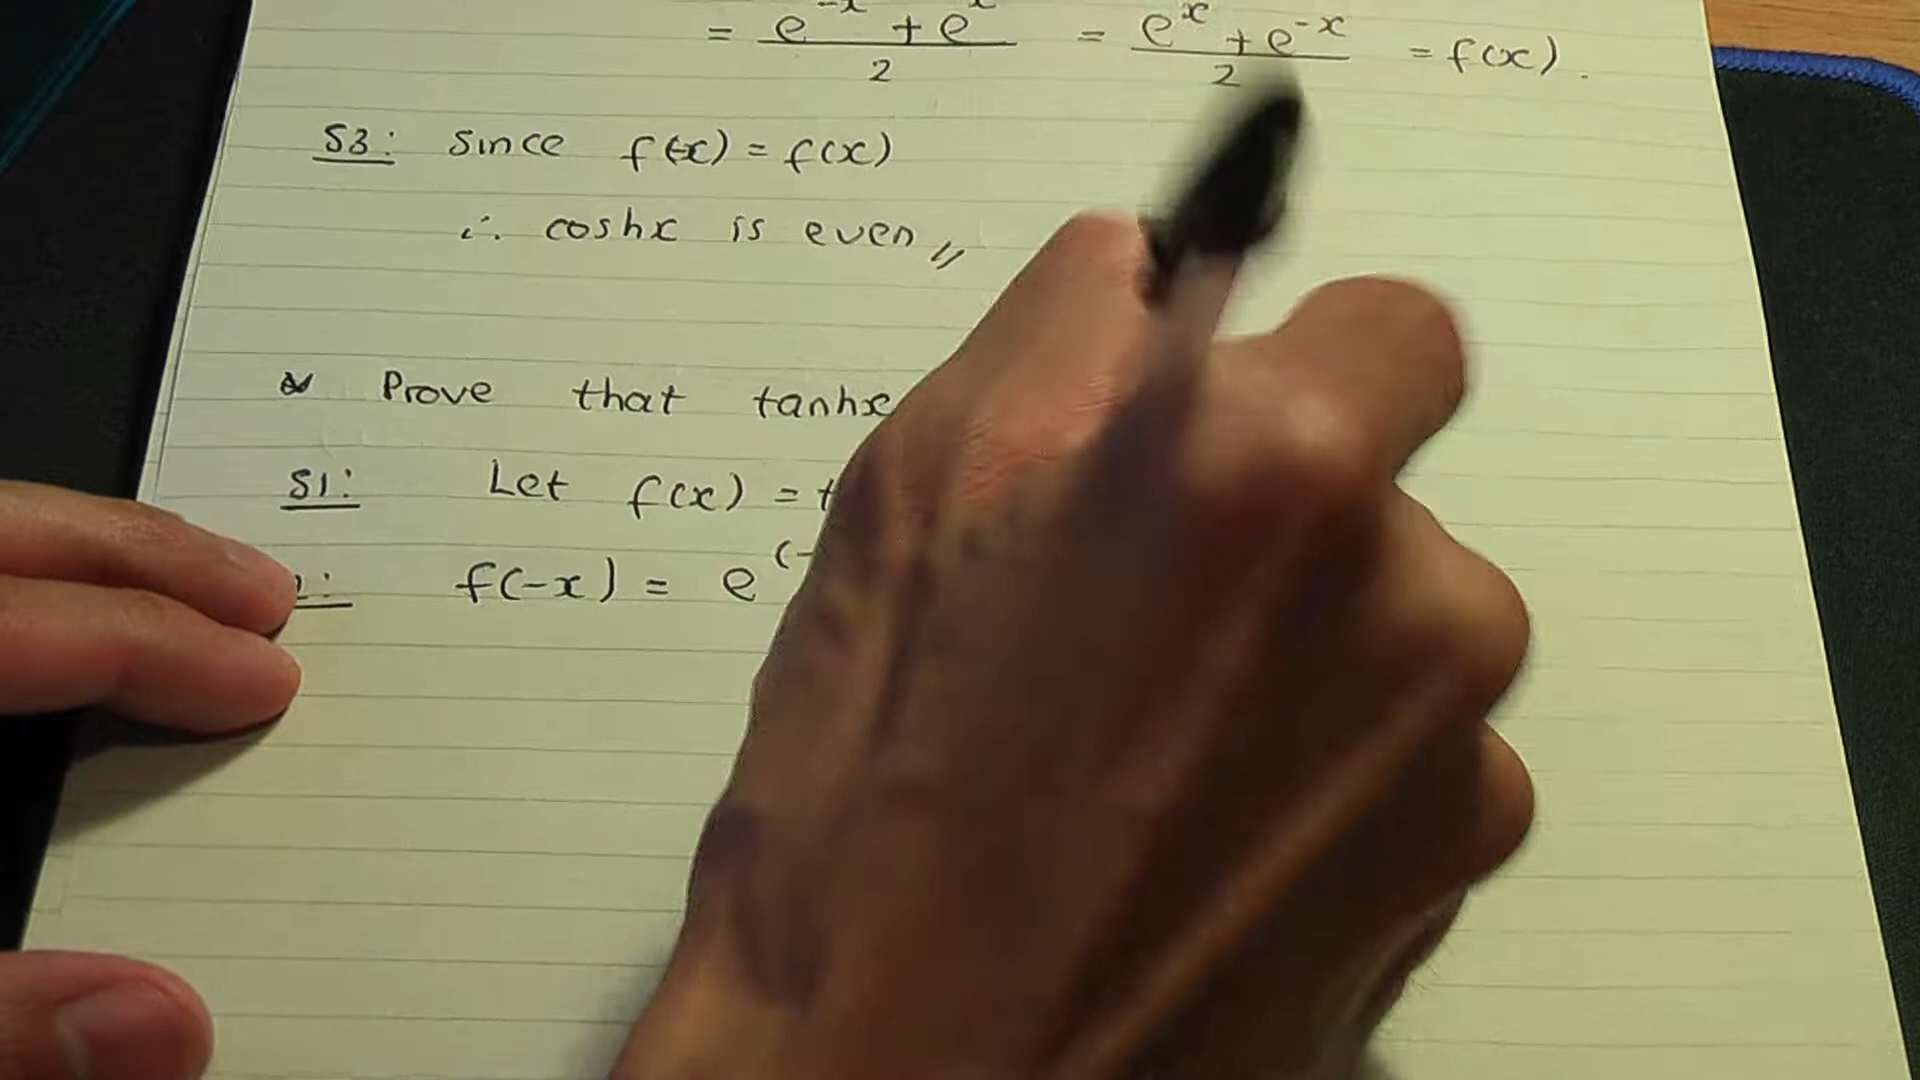 = e^-x + e^x / 2 = e^x + e^-x / 2 = f(x).
S3: Since f(-x) = f(x)
∴ coshx is even //
Prove that tanhx
S1: Let f(x) = t
f(-x) = e^(-